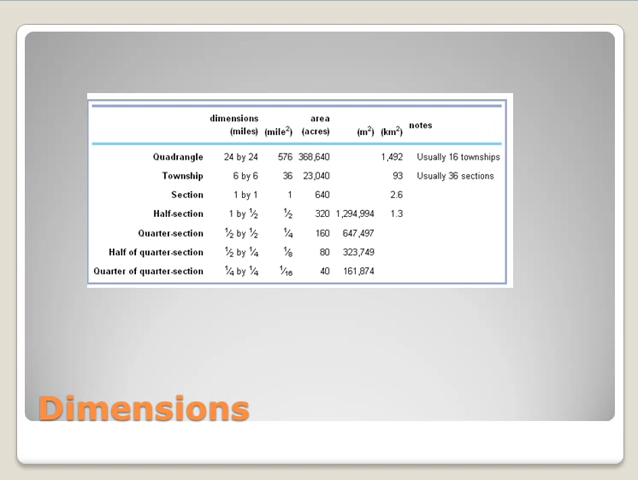 dimensions area
(miles) (mile²) (acres) (m²) (km²) notes
Quadrangle 24 by 24 576 368,640 1,492 Usually 16 townships
Township 6 by 6 36 23,040 93 Usually 36 sections
Section 1 by 1 1 640 2.6
Half-section 1 by ½ ½ 320 1,294,994 1.3
Quarter-section ½ by ½ ¼ 160 647,497
Half of quarter-section ½ by ¼ ⅛ 80 323,749
Quarter of quarter-section ¼ by ¼ 1/16 40 161,874
Dimensions